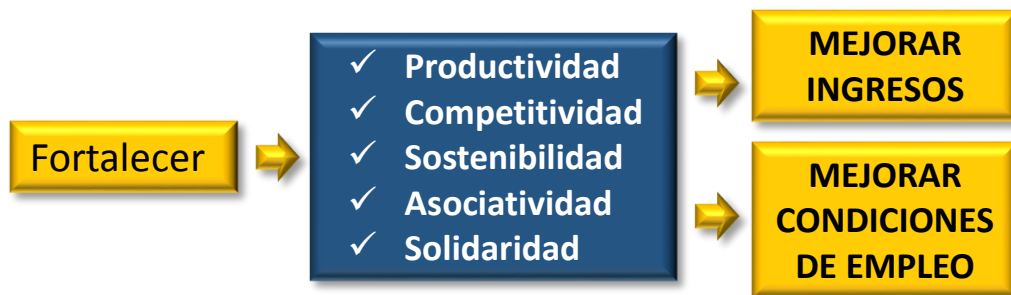 Fortalecer
✓ Productividad
✓ Competitividad
✓ Sostenibilidad
✓ Asociatividad
✓ Solidaridad
MEJORAR
INGRESOS
MEJORAR
CONDICIONES
DE EMPLEO